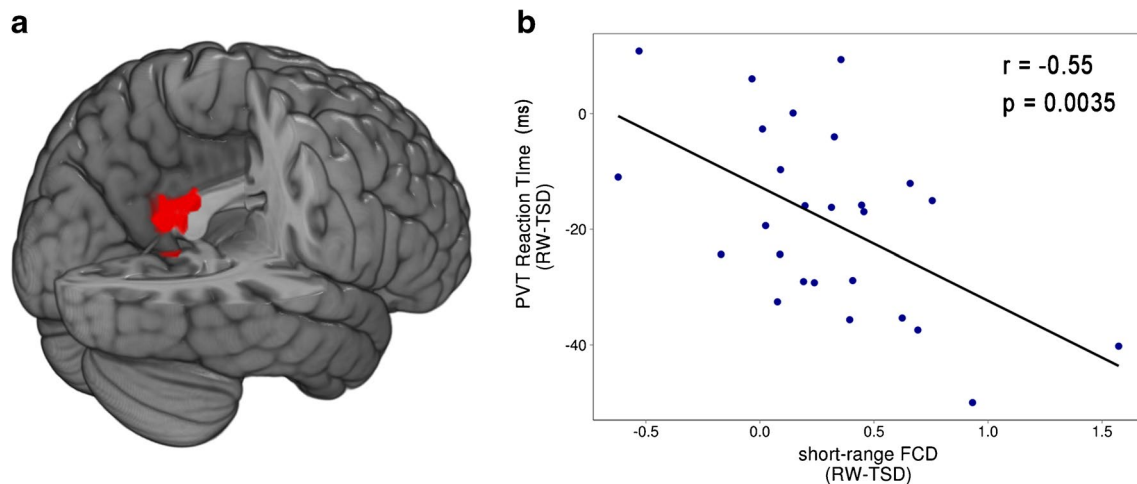 a
b
r = -0.55
p = 0.0035
PVT Reaction TIme (ms)
(RW-TSD)
0
-20
-40
-0.5
0.0
0.5
1.0
1.5
short-range FCD
(RW-TSD)